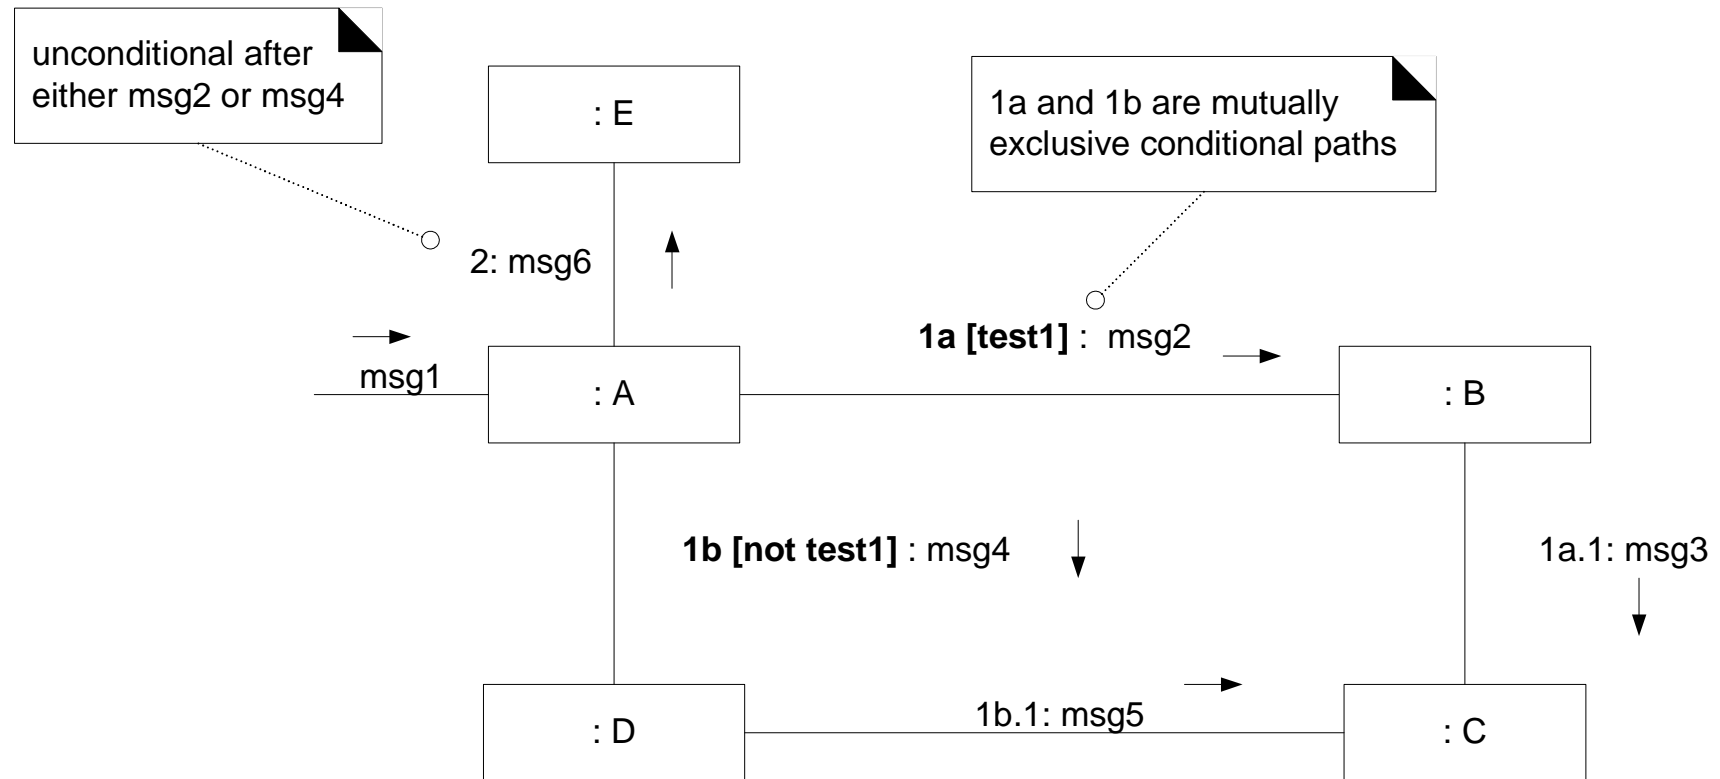 unconditional after
either msg2 or msg4
: E
1a and 1b are mutually
exclusive conditional paths
2: msg6
1a [test1] : msg2
msg1
: A
: B
1b [not test1] : msg4
1a.1: msg3
1b.1: msg5
: D
: C